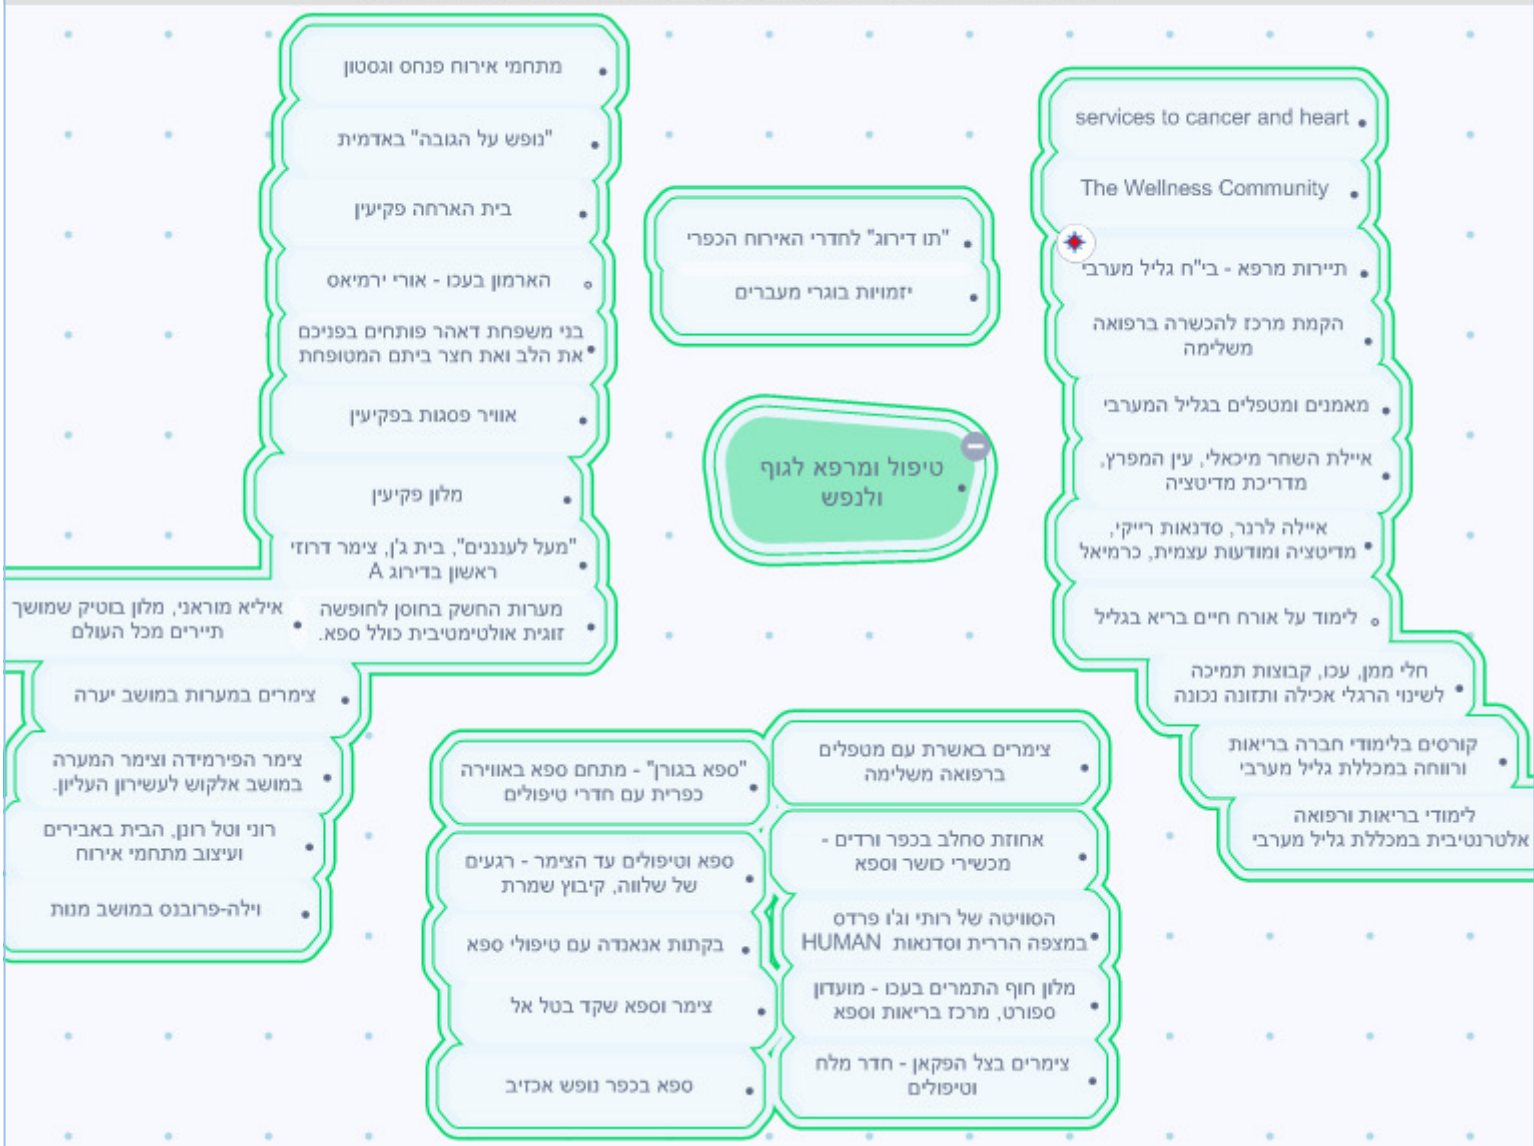 services to cancer and heart
The Wellness Community
תיירות מרפא - בי"ח גליל מערבי
הקמת מרכז להכשרה ברפואה
משלימה
מאמנים ומטפלים בגליל המערבי
איילת השחר מיכאלי, עין המפרץ,
מדריכת מדיטציה
איילה לרנר, סדנאות רייקי,
מדיטציה ומודעות עצמית, כרמיאל
לימוד על אורח חיים בריא בגליל
חלי ממן, עכו, קבוצות תמיכה
לשינוי הרגלי אכילה ותזונה נכונה
קורסים בלימודי חברה בריאות
ורווחה במכללת גליל מערבי
לימודי בריאות ורפואה
אלטרנטיבית במכללת גליל מערבי
"תו דירוג" לחדרי האירוח הכפרי
יזמויות בוגרי מעברים
טיפול ומרפא לגוף
ולנפש
צימרים באשרת עם מטפלים
ברפואה משלימה
אחוזת סחלב בכפר ורדים -
מכשירי כושר וספא
הסוויטה של רותי וג'ו פרדס
במצפה הררית וסדנאות HUMAN
מלון חוף התמרים בעכו - מועדון
ספורט, מרכז בריאות וספא
צימרים בצל הפקאן - חדר מלח
וטיפולים
"ספא בגורן" - מתחם ספא באווירה
כפרית עם חדרי טיפולים
ספא וטיפולים עד הצימר - רגעים
של שלווה, קיבוץ שמרת
בקתות אנאנדה עם טיפולי ספא
צימר וספא שקד בטל אל
ספא בכפר נופש אכזיב
מתחמי אירוח פנחס וגסטון
"נופש על הגובה" באדמית
בית הארחה פקיעין
הארמון בעכו - אורי ירמיאס
בני משפחת דאהר פותחים בפניכם
את הלב ואת חצר ביתם המטופחת
אוויר פסגות בפקיעין
מלון פקיעין
"מעל לענננים", בית ג'ן, צימר דרוזי
ראשון בדירוג A
מערות החשק בחוסן לחופשה
זוגית אולטימטיבית כולל ספא.
איליא מוראני, מלון בוטיק שמושך
תיירים מכל העולם
צימרים במערות במושב יערה
צימר הפירמידה וצימר המערה
במושב אלקוש לעשירון העליון.
רוני וטל רונן, הבית באבירים
ועיצוב מתחמי אירוח
וילה-פרובנס במושב מנות